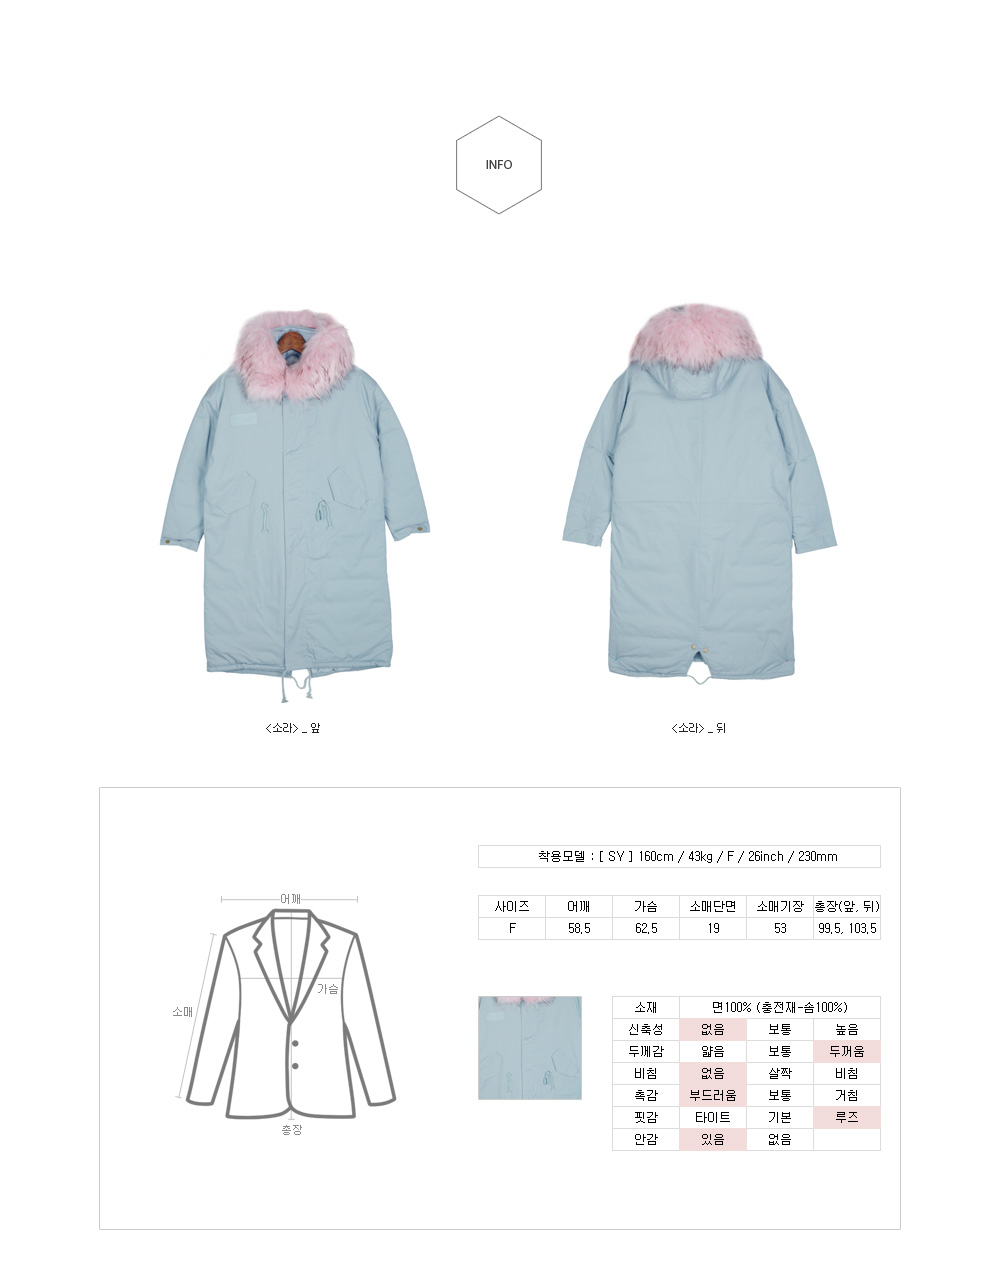 INFO
<소라> _ 앞
<소라> _ 뒤
착용모델 : [ SY ] 160cm / 43kg / F / 26inch / 230mm
어깨
가슴
소매
총장
사이즈 어깨 가슴 소매단면 소매기장 총장(앞, 뒤)
F 58.5 62.5 19 53 99.5, 103.5
소재 면100% (충전재-솜100%)
신축성 없음 보통 높음
두께감 얇음 보통 두꺼움
비침 없음 살짝 비침
촉감 부드러움 보통 거침
핏감 타이트 기본 루즈
안감 있음 없음